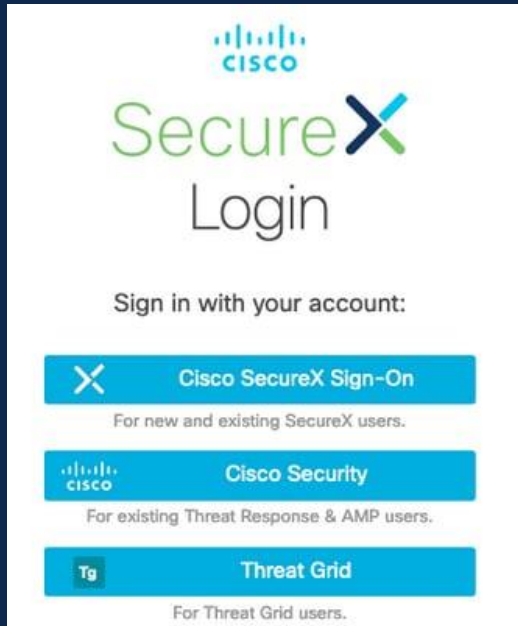 CISCO
SecureX
Login
Sign in with your account:
Cisco SecureX Sign-On
For new and existing SecureX users.
CISCO
Cisco Security
For existing Threat Response & AMP users.
Tg
Threat Grid
For Threat Grid users.